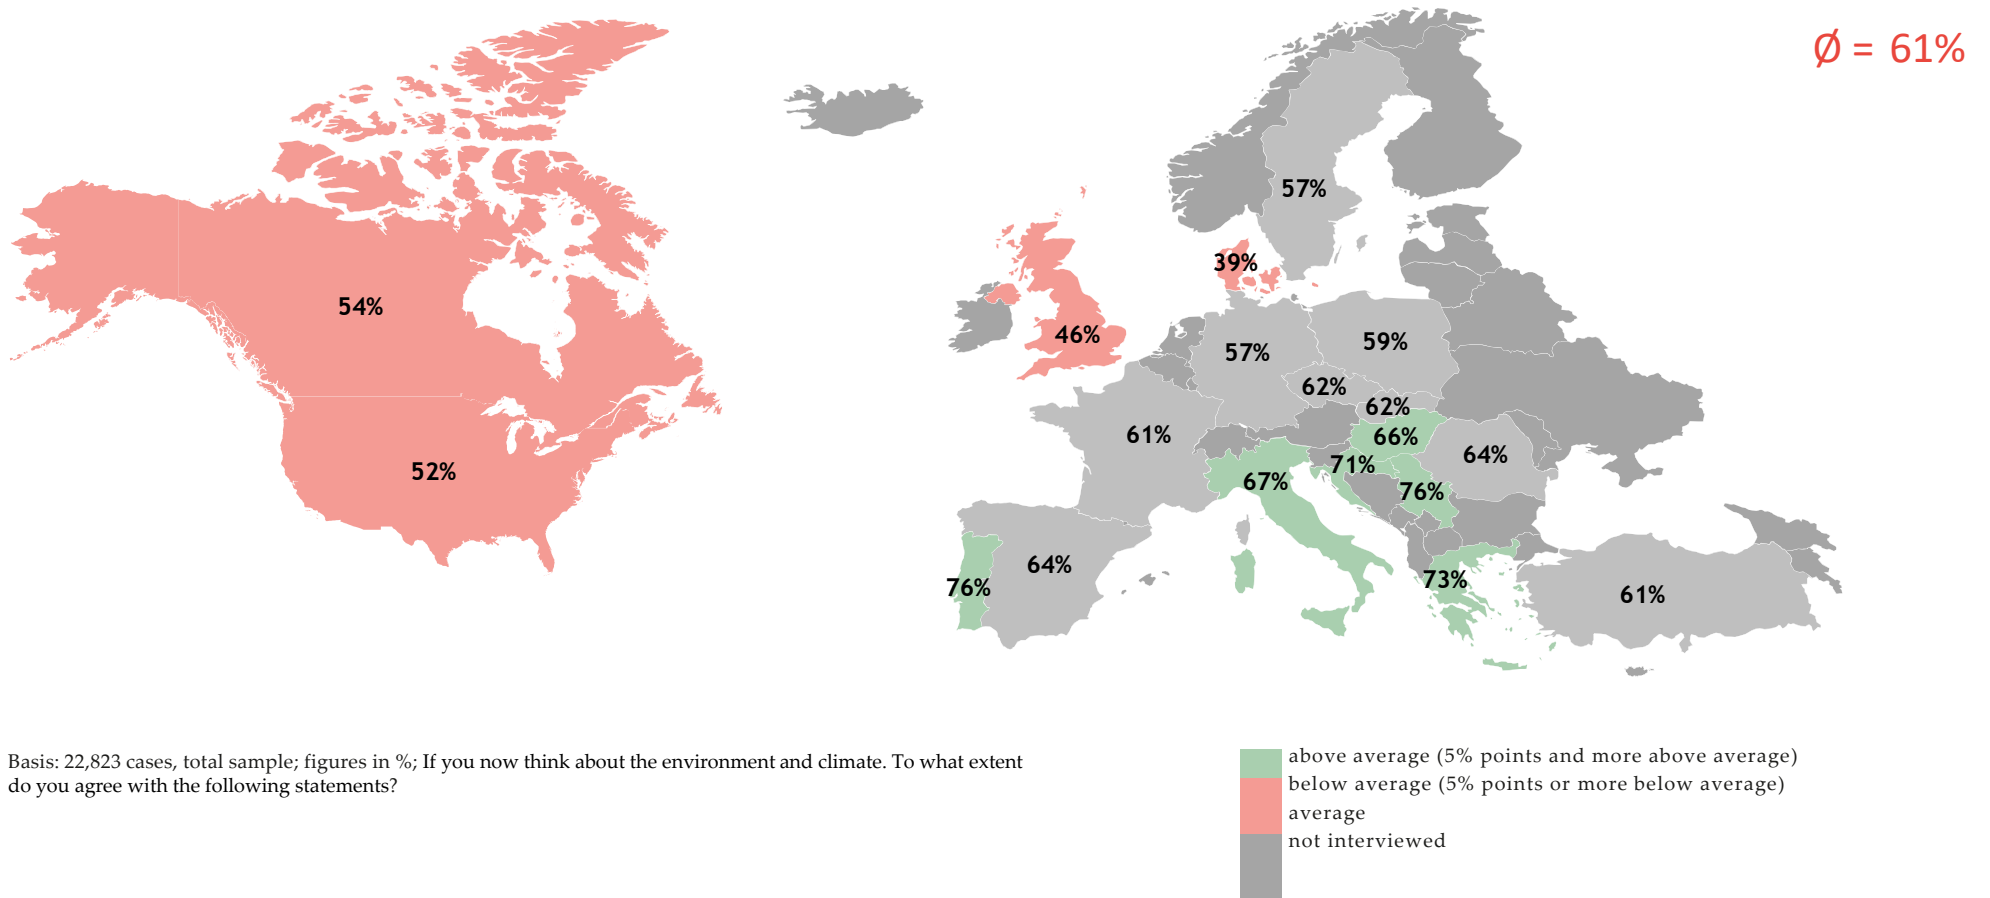 Ø = 61%
57%
39%
54%
46%
59%
57%
62%
62%
61%
66%
64%
71%
52%
67%
76%
64%
73%
76%
61%
Basis: 22,823 cases, total sample; figures in %; If you now think about the environment and climate. To what extent
do you agree with the following statements?
above average (5% points and more above average)
below average (5% points or more below average)
average
not interviewed